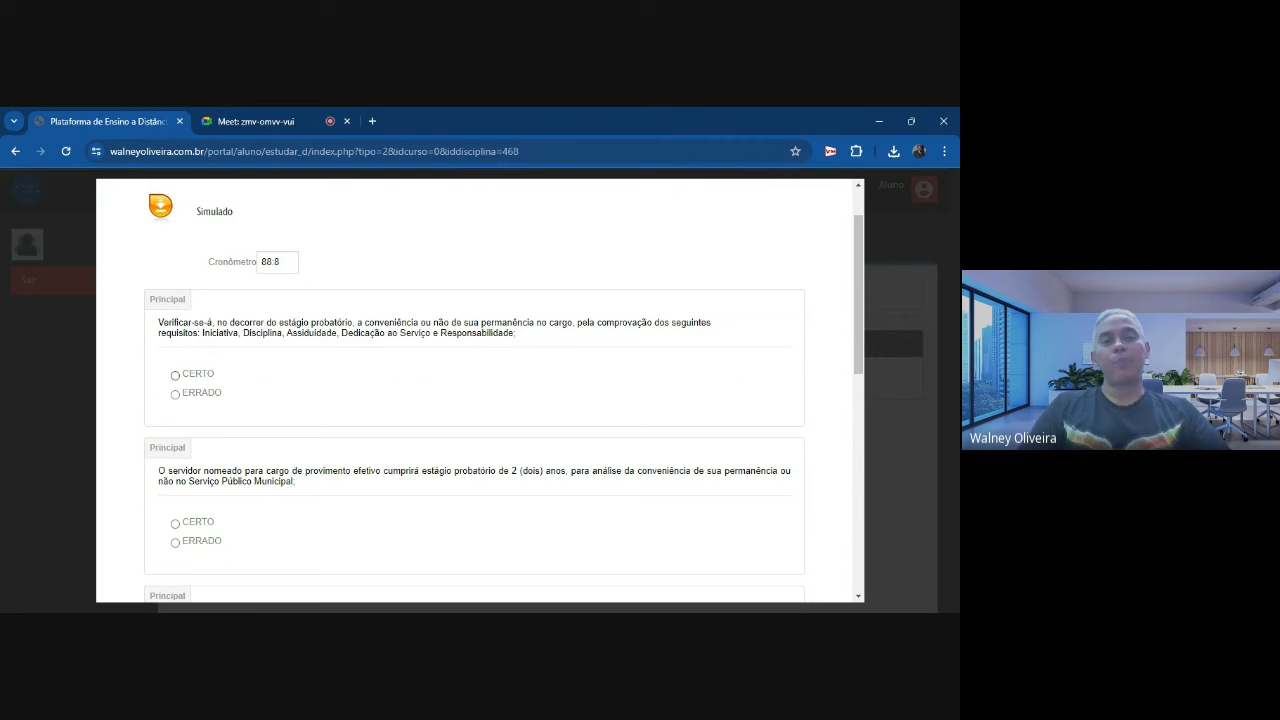 Plataforma de Ensino a Distânc
Meet: zmv-omvv-vui
walneyoliveira.com.br/portal/aluno/estudar_d/index.php?tipo=2&idcurso=0&iddisciplina=468
Aluno
Sair
Simulado
Cronômetro 88:8
Principal
Verificar-se-á, no decorrer do estágio probatório, a conveniência ou não de sua permanência no cargo, pela comprovação dos seguintes
requisitos: Iniciativa, Disciplina, Assiduidade, Dedicação ao Serviço e Responsabilidade;
CERTO
ERRADO
Principal
O servidor nomeado para cargo de provimento efetivo cumprirá estágio probatório de 2 (dois) anos, para análise da conveniência de sua permanência ou
não no Serviço Público Municipal;
CERTO
ERRADO
Principal
Walney Oliveira